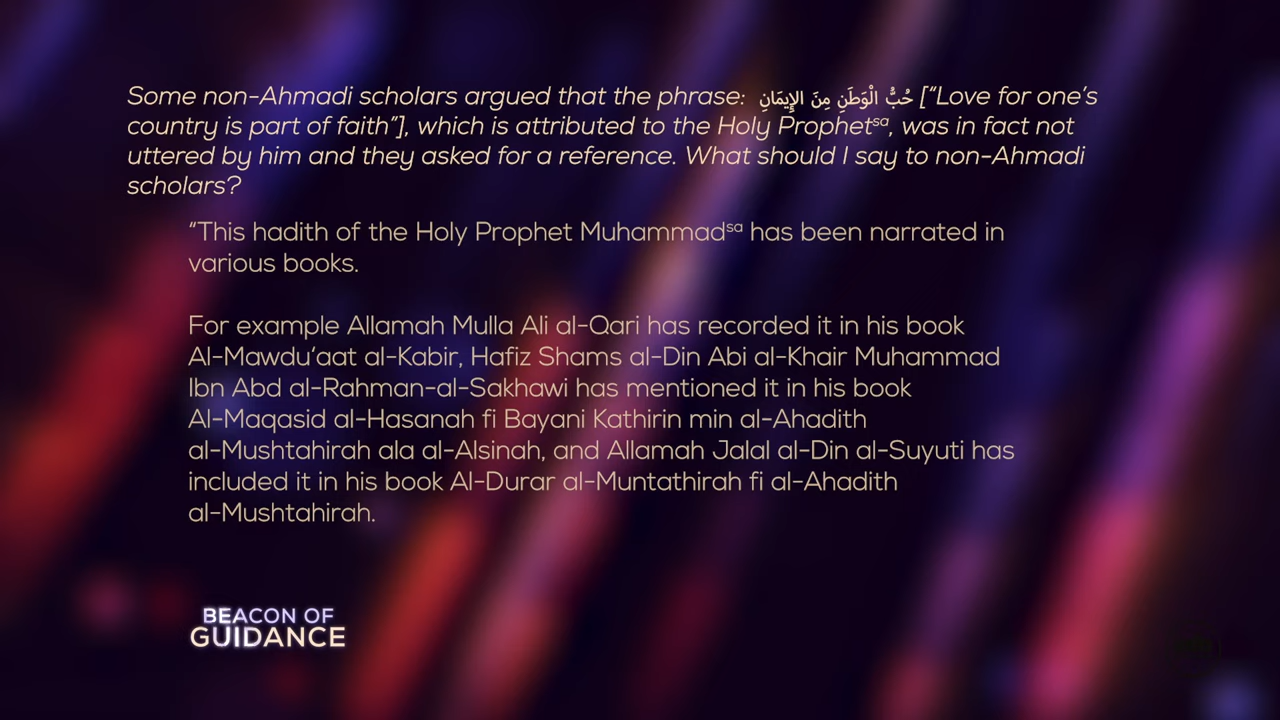 Some non-Ahmadi scholars argued that the phrase: حُبُّ الْوَطَنِ مِنَ الإِيمَانِ [“Love for one’s
country is part of faith”], which is attributed to the Holy Prophetsa, was in fact not
uttered by him and they asked for a reference. What should I say to non-Ahmadi
scholars?
“This hadith of the Holy Prophet Muhammadsa has been narrated in
various books.
For example Allamah Mulla Ali al-Qari has recorded it in his book
Al-Mawdu’aat al-Kabir, Hafiz Shams al-Din Abi al-Khair Muhammad
Ibn Abd al-Rahman-al-Sakhawi has mentioned it in his book
Al-Maqasid al-Hasanah fi Bayani Kathirin min al-Ahadith
al-Mushtahirah ala al-Alsinah, and Allamah Jalal al-Din al-Suyuti has
included it in his book Al-Durar al-Muntathirah fi al-Ahadith
al-Mushtahirah.
BEACON OF
GUIDANCE